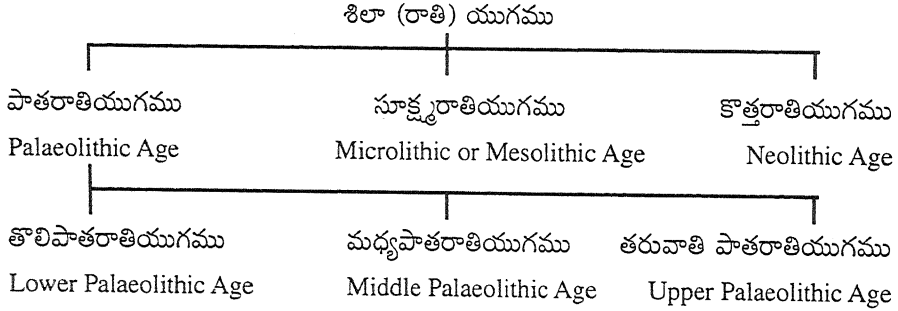 శిలా (రాతి) యుగము
పాతరాతియుగము సూక్ష్మరాతియుగము కొత్తరాతియుగము
Palaeolithic Age Microlithic or Mesolithic Age Neolithic Age
తొలిపాతరాతియుగము మధ్యపాతరాతియుగము తరువాతి పాతరాతియుగము
Lower Palaeolithic Age Middle Palaeolithic Age Upper Palaeolithic Age